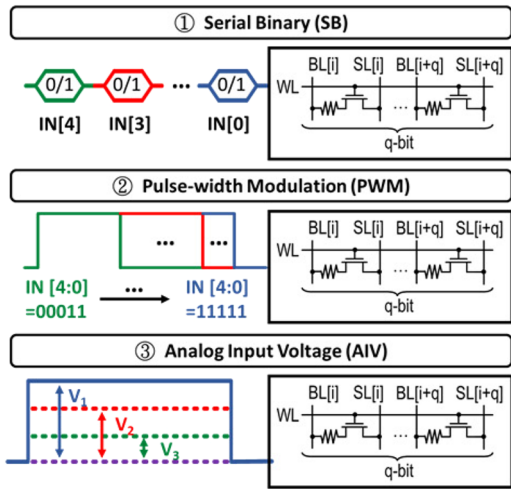 ① Serial Binary (SB)
BL[i] SL[i] BL[i+q] SL[i+q]
0/1 0/1 ... 0/1 WL
...
IN[4] IN[3] IN[0]
q-bit
② Pulse-width Modulation (PWM)
BL[i] SL[i] BL[i+q] SL[i+q]
... ... WL
...
IN [4:0] ... IN [4:0]
=00011 =11111
q-bit
③ Analog Input Voltage (AIV)
BL[i] SL[i] BL[i+q] SL[i+q]
V1 WL
V2 ...
V3
q-bit